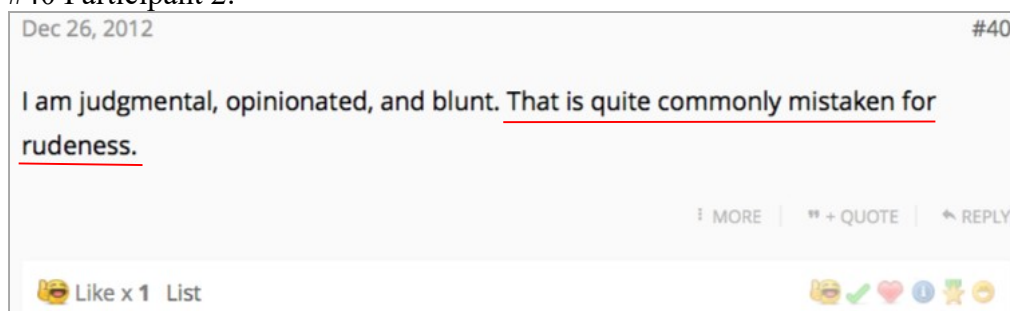 #40 Participant 2:
Dec 26, 2012 #40
I am judgmental, opinionated, and blunt. That is quite commonly mistaken for
rudeness.
MORE " + QUOTE REPLY
Like x 1 List